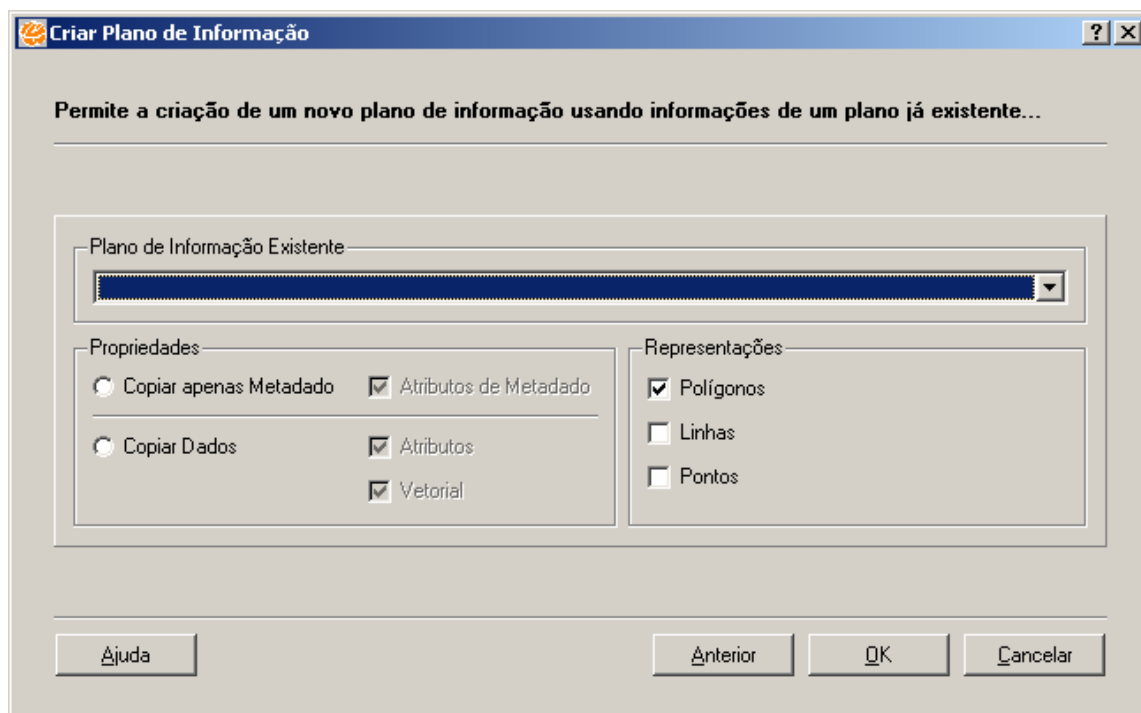 Criar Plano de Informação
Permite a criação de um novo plano de informação usando informações de um plano já existente...
Plano de Informação Existente
Propriedades
Copiar apenas Metadado
Atributos de Metadado
Copiar Dados
Atributos
Vetorial
Representações
Polígonos
Linhas
Pontos
Ajuda
Anterior
OK
Cancelar